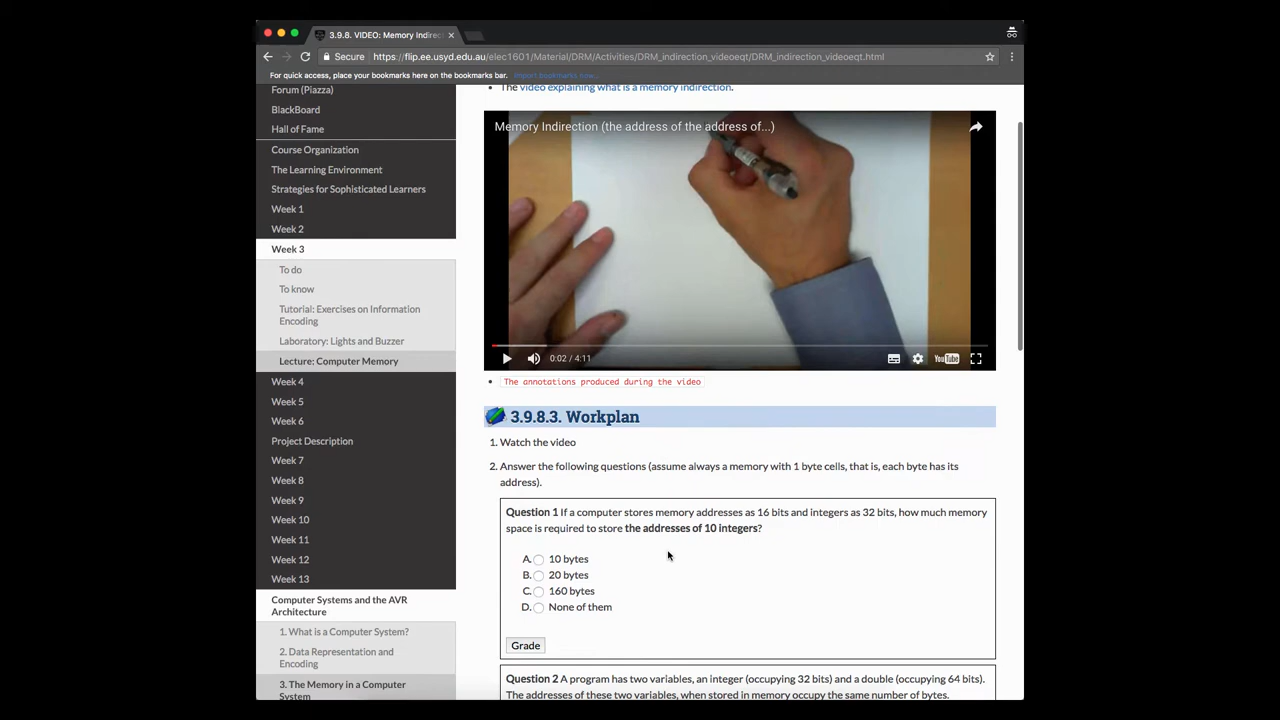 3.9.8. VIDEO: Memory Indirect
Secure
https://flip.ee.usyd.edu.au/elec1601/Material/DRM/Activities/DRM_indirection_videoeqt/DRM_indirection_videoeqt.html
For quick access, place your bookmarks here on the bookmarks bar. Import bookmarks now...
Forum (Piazza)
BlackBoard
Hall of Fame
Course Organization
The Learning Environment
Strategies for Sophisticated Learners
Week 1
Week 2
Week 3
To do
To know
Tutorial: Exercises on Information
Encoding
Laboratory: Lights and Buzzer
Lecture: Computer Memory
Week 4
Week 5
Week 6
Project Description
Week 7
Week 8
Week 9
Week 10
Week 11
Week 12
Week 13
Computer Systems and the AVR
Architecture
1. What is a Computer System?
2. Data Representation and
Encoding
3. The Memory in a Computer
System
• The video explaining what is a memory indirection.
Memory Indirection (the address of the address of...)
0:02 / 4:11
YouTube
• The annotations produced during the video
3.9.8.3. Workplan
1. Watch the video
2. Answer the following questions (assume always a memory with 1 byte cells, that is, each byte has its
address).
Question 1 If a computer stores memory addresses as 16 bits and integers as 32 bits, how much memory
space is required to store the addresses of 10 integers?
A. 10 bytes
B. 20 bytes
C. 160 bytes
D. None of them
Grade
Question 2 A program has two variables, an integer (occupying 32 bits) and a double (occupying 64 bits).
The addresses of these two variables, when stored in memory occupy the same number of bytes.